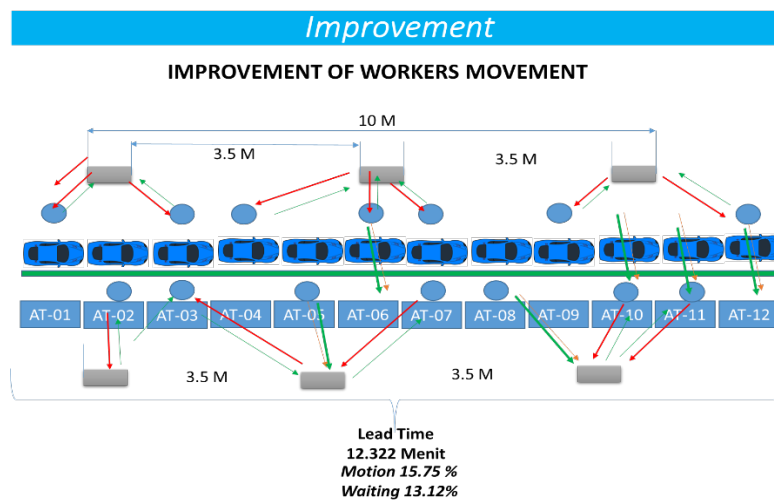 Improvement
IMPROVEMENT OF WORKERS MOVEMENT
10 M
3.5 M
3.5 M
AT-01 AT-02 AT-03 AT-04 AT-05 AT-06 AT-07 AT-08 AT-09 AT-10 AT-11 AT-12
3.5 M
3.5 M
Lead Time
12.322 Menit
Motion 15.75 %
Waiting 13.12%